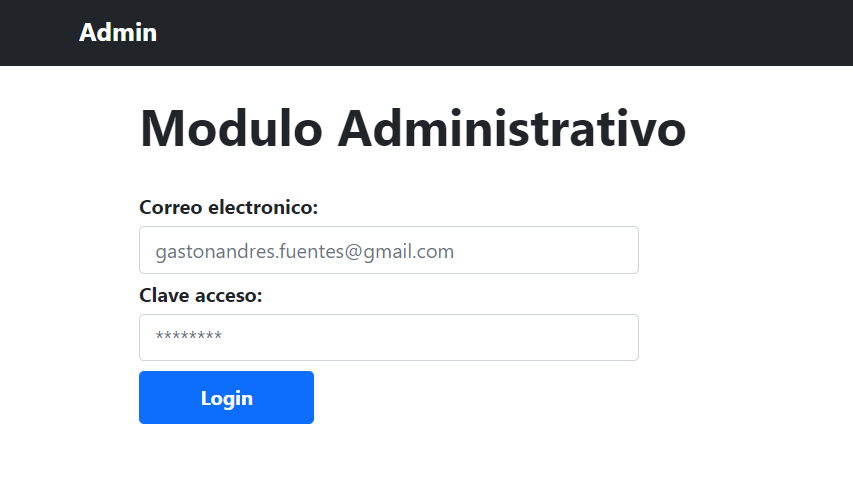 Admin
Modulo Administrativo
Correo electronico:
gastonandres.fuentes@gmail.com
Clave acceso:
********
Login